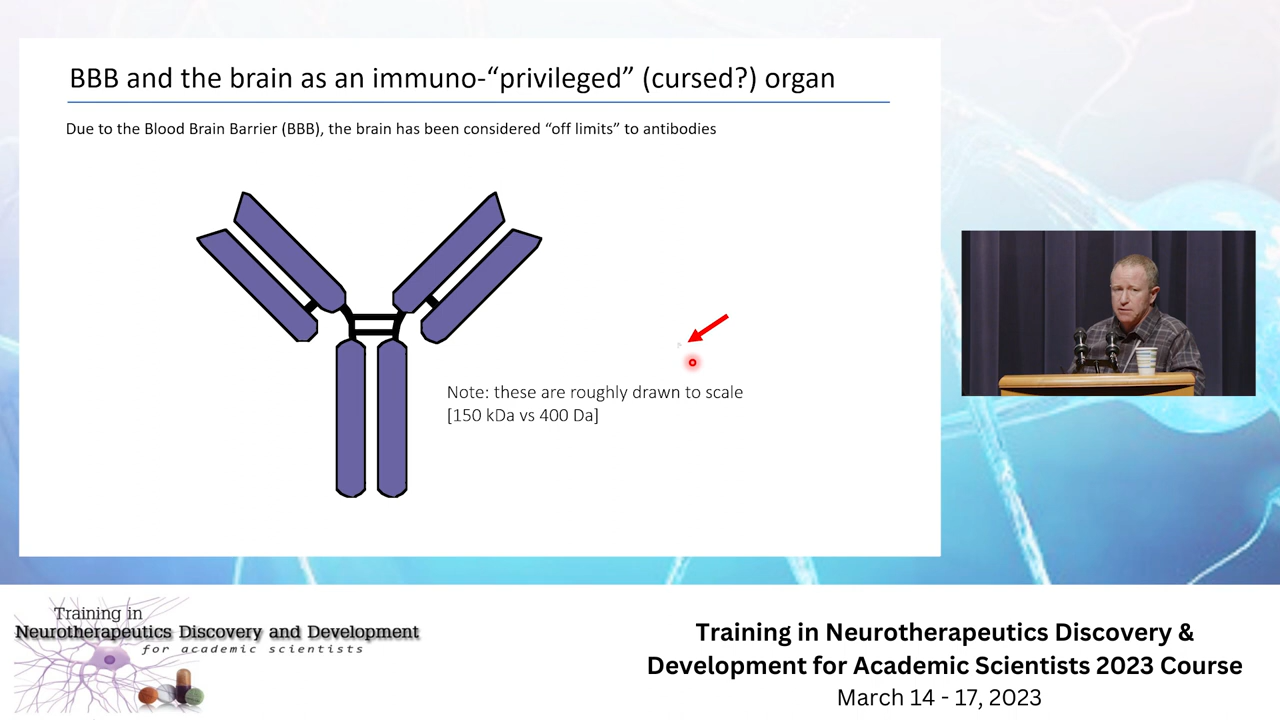 BBB and the brain as an immuno-“privileged” (cursed?) organ
Due to the Blood Brain Barrier (BBB), the brain has been considered “off limits” to antibodies
Note: these are roughly drawn to scale
[150 kDa vs 400 Da]
Training in
Neurotherapeutics Discovery and Development
for academic scientists
Training in Neurotherapeutics Discovery &
Development for Academic Scientists 2023 Course
March 14 - 17, 2023